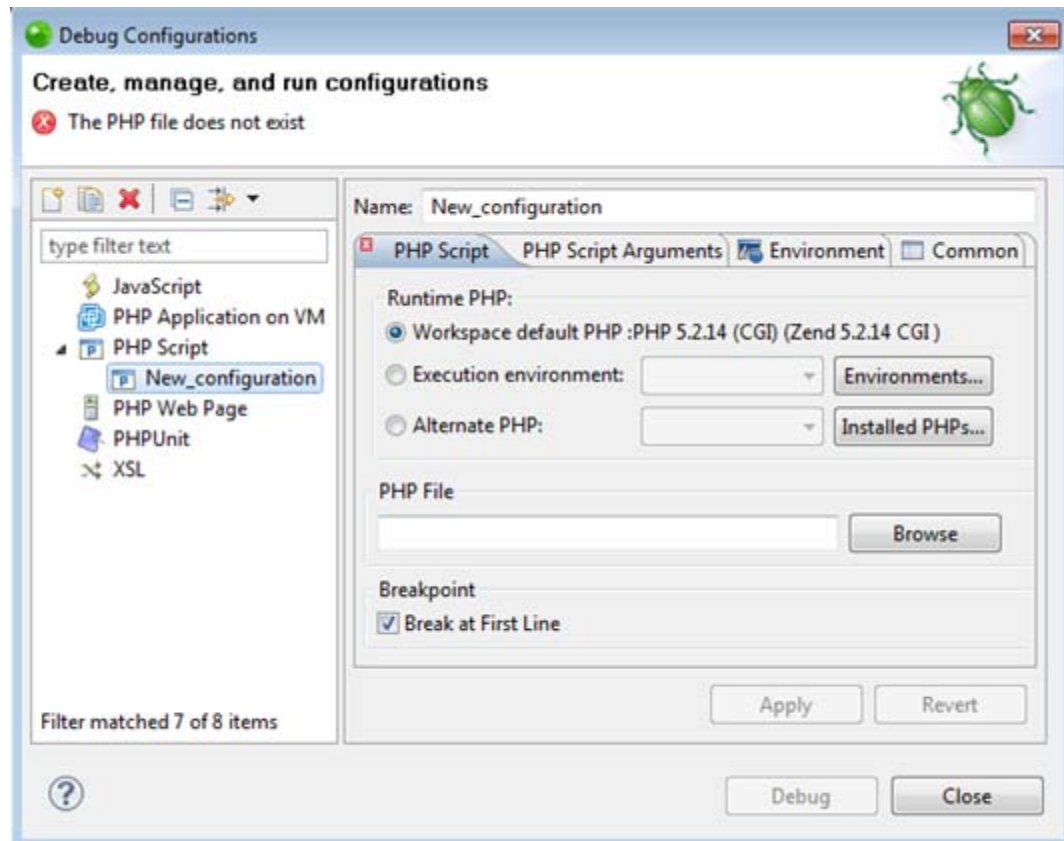 Debug Configurations
Create, manage, and run configurations
The PHP file does not exist
type filter text
JavaScript
PHP Application on VM
PHP Script
New_configuration
PHP Web Page
PHPUnit
XSL
Filter matched 7 of 8 items
Name: New_configuration
PHP Script PHP Script Arguments Environment Common
Runtime PHP:
Workspace default PHP :PHP 5.2.14 (CGI) (Zend 5.2.14 CGI )
Execution environment: Environments...
Alternate PHP: Installed PHPs...
PHP File
Browse
Breakpoint
Break at First Line
Apply Revert
? Debug Close